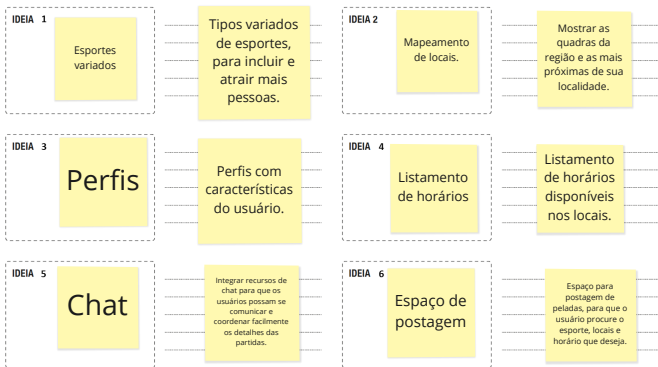 IDEIA 1
Esportes
variados
Tipos variados
de esportes,
para incluir e
atrair mais
pessoas.
IDEIA 2
Mapeamento
de locais.
Mostrar as
quadras da
região e as mais
próximas de sua
localidade.
IDEIA 3
Perfis
Perfis com
características
do usuário.
IDEIA 4
Listamento
de horários
Listamento
de horários
disponíveis
nos locais.
IDEIA 5
Chat
Integrar recursos de
chat para que os
usuários possam se
comunicar e
coordenar facilmente
os detalhes das
partidas.
IDEIA 6
Espaço de
postagem
Espaço para
postagem de
peladas, para que o
usuário procure o
esporte, locais e
horário que deseja.